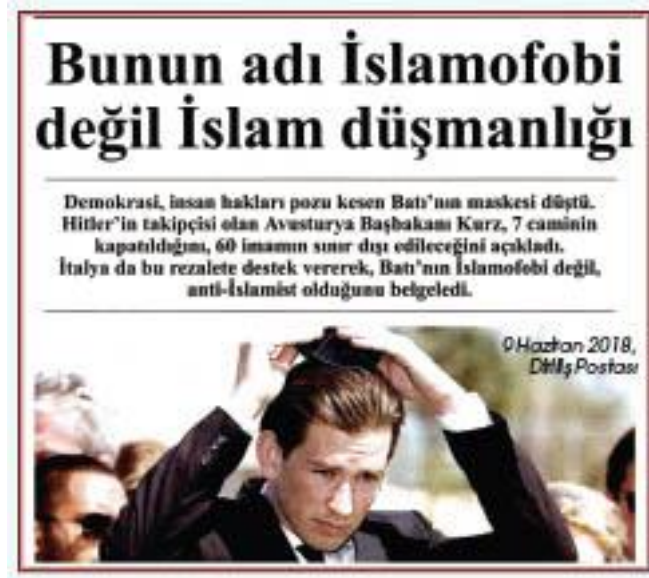 Bunun adı İslamofobi
değil İslam düşmanlığı
Demokrasi, insan hakları pozu kesen Batı’nın maskesi düştü.
Hitler’in takipçisi olan Avusturya Başbakanı Kurz, 7 caminin
kapatıldığını, 60 imamın sınır dışı edileceğini açıkladı.
İtalya da bu rezalete destek vererek, Batı’nın İslamofobi değil,
anti-İslamist olduğunu belgeledi.
9 Haziran 2018,
Diriliş Postası